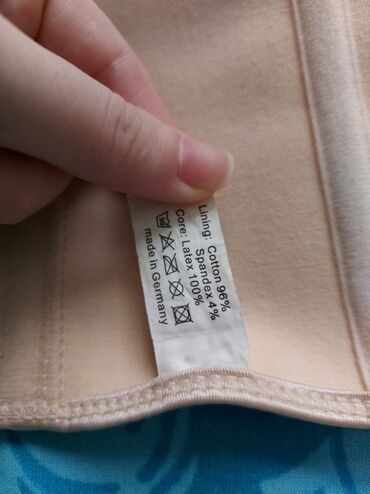 Lining: Cotton 96%
Spandex 4%
Core: Latex 100%
made in Germany